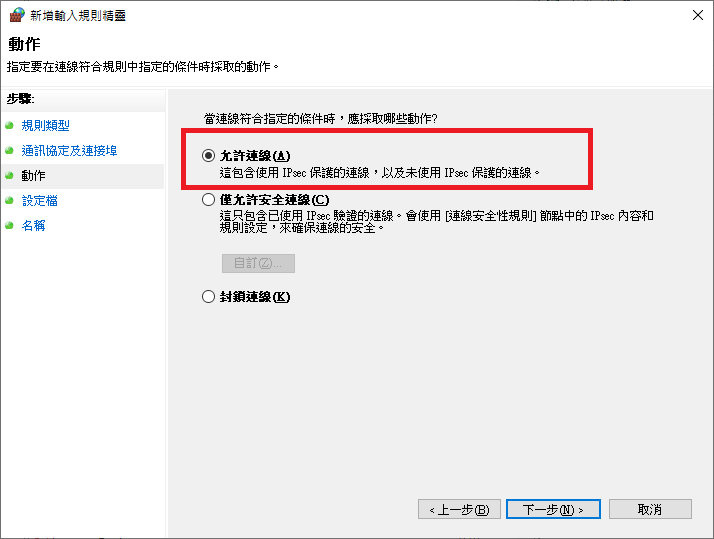 新增輸入規則精靈
動作
指定要在連線符合規則中指定的條件時採取的動作。
步驟:
規則類型
通訊協定及連接埠
動作
設定檔
名稱
當連線符合指定的條件時，應採取哪些動作?
允許連線(A)
這包含使用 IPsec 保護的連線，以及未使用 IPsec 保護的連線。
僅允許安全連線(C)
這只包含已使用 IPsec 驗證的連線。會使用 [連線安全性規則] 節點中的 IPsec 內容和
規則設定，來確保連線的安全。
自訂(Z)...
封鎖連線(K)
< 上一步(B)
下一步(N) >
取消